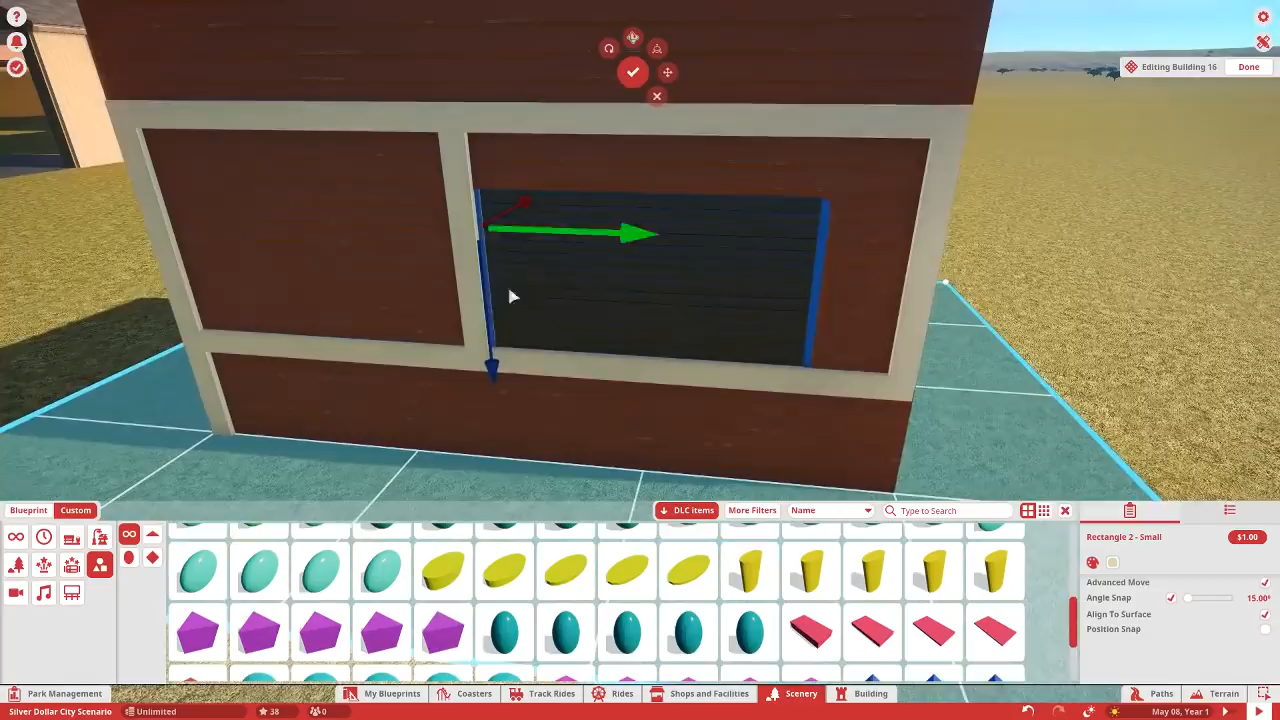 ?
Editing Building 16
Done
Blueprint
Custom
DLC items
More Filters
Name
Type to Search
Rectangle 2 - Small
$1.00
Advanced Move
Angle Snap
15.00°
Align To Surface
Position Snap
Park Management
My Blueprints
Coasters
Track Rides
Rides
Shops and Facilities
Scenery
Building
Paths
Terrain
Silver Dollar City Scenario
Unlimited
38
0
May 08, Year 1